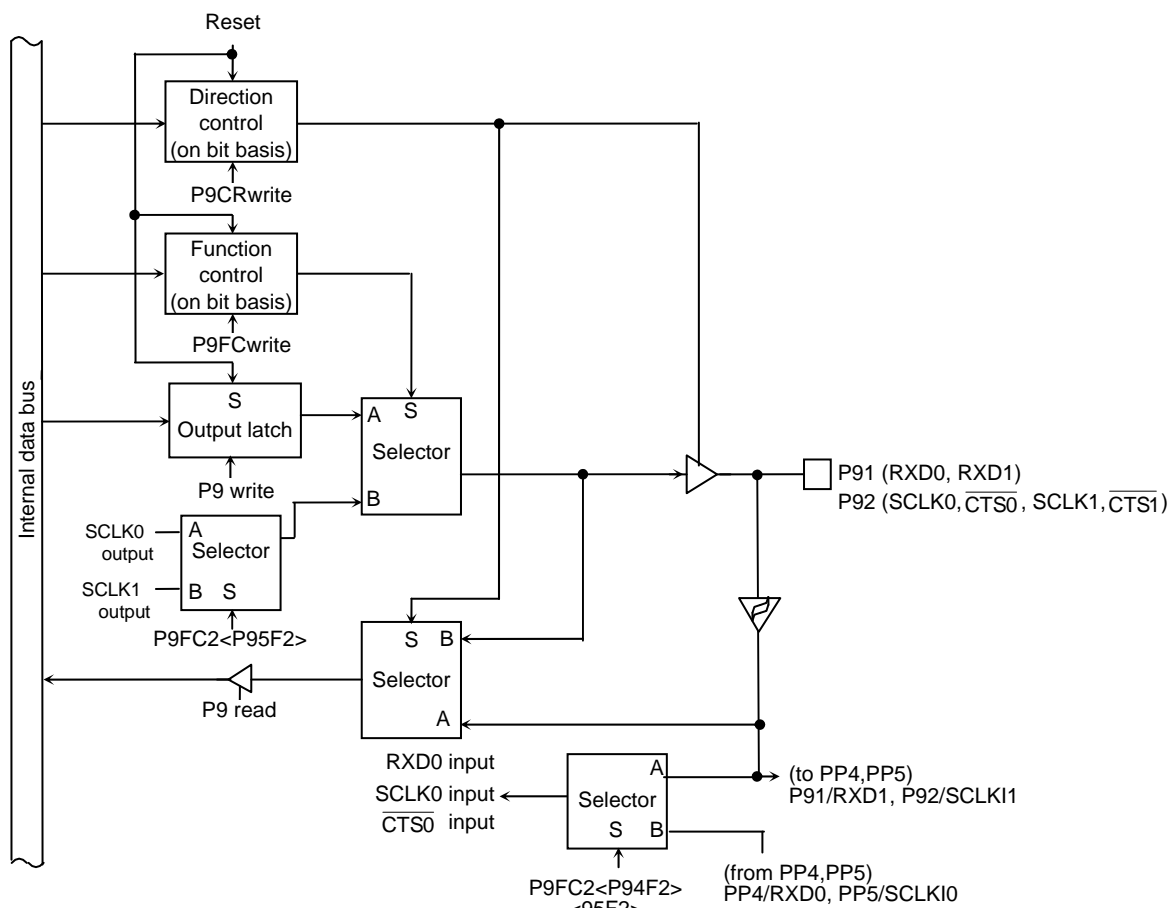 Reset
Direction
control
(on bit basis)
P9CRwrite
Function
control
(on bit basis)
P9FCwrite
Internal data bus
S
Output latch
P9 write
A
S
Selector
B
SCLK0
output
A
Selector
SCLK1
output
B
S
P9FC2<P95F2>
P91 (RXD0, RXD1)
P92 (SCLK0, CTS0, SCLK1, CTS1)
S
B
Selector
A
P9 read
RXD0 input
SCLK0 input
CTS0 input
A
Selector
S
B
(to PP4,PP5)
P91/RXD1, P92/SCLKI1
P9FC2<P94F2>
<95F2>
(from PP4,PP5)
PP4/RXD0, PP5/SCLKI0